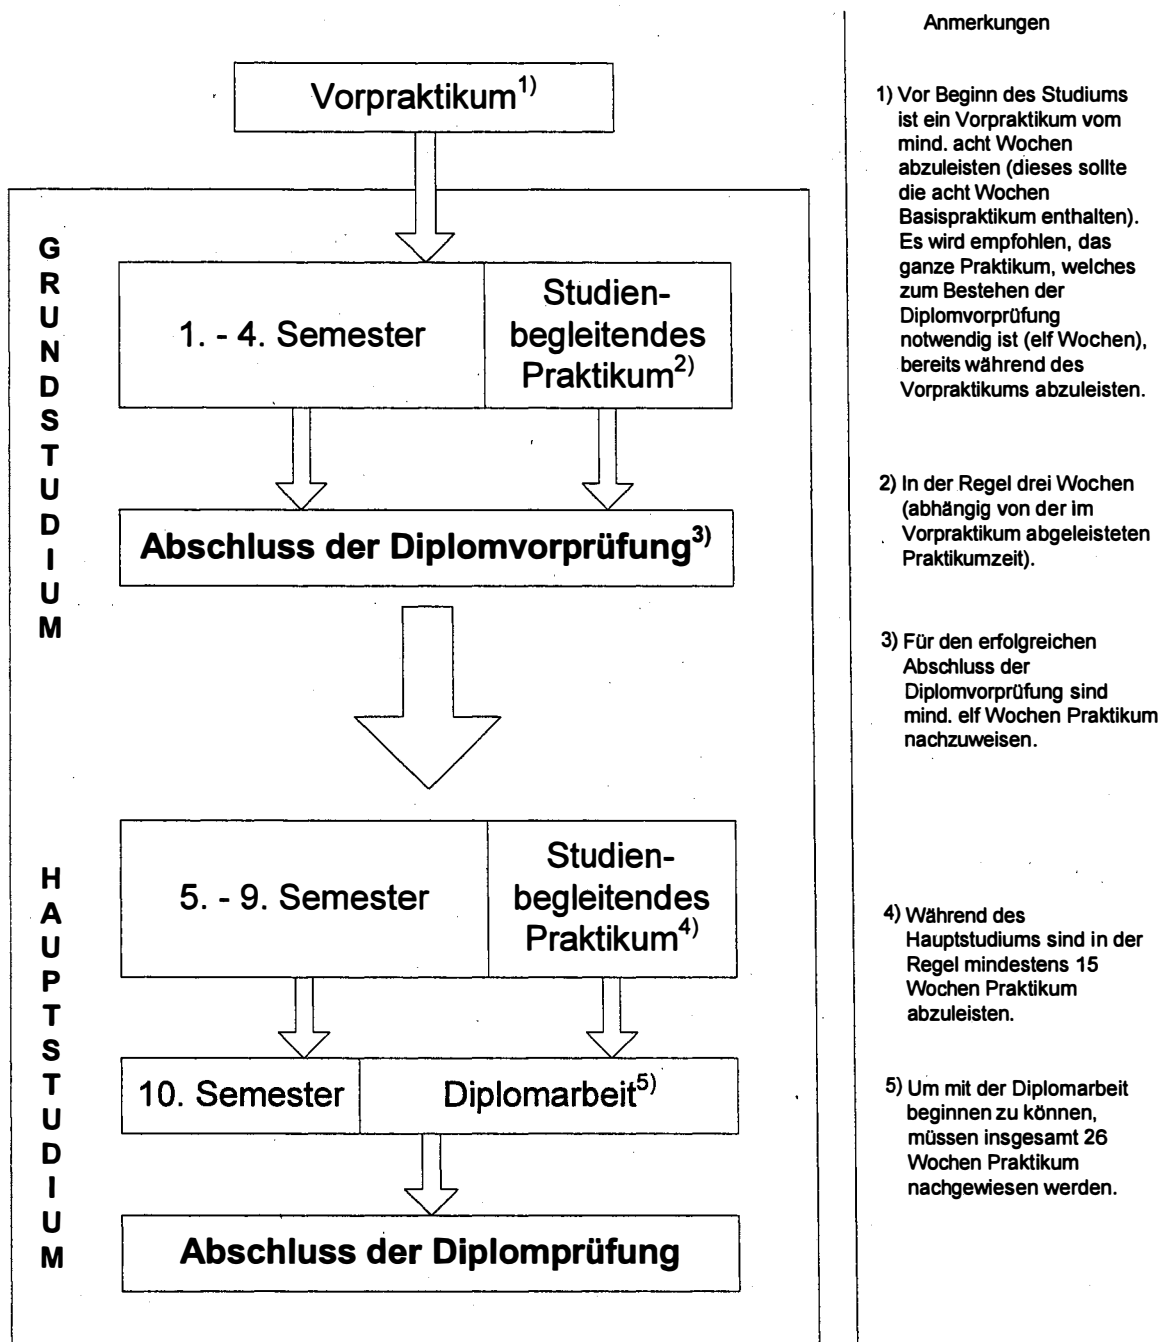 Vorpraktikum1)
GRUNDSTUDIUM
1. - 4. Semester
Studien-
begleitendes
Praktikum2)
Abschluss der Diplomvorprüfung3)
HAUPTSTUDIUM
5. - 9. Semester
Studien-
begleitendes
Praktikum4)
10. Semester
Diplomarbeit5)
Abschluss der Diplomprüfung
Anmerkungen
1) Vor Beginn des Studiums
ist ein Vorpraktikum vom
mind. acht Wochen
abzuleisten (dieses sollte
die acht Wochen
Basispraktikum enthalten).
Es wird empfohlen, das
ganze Praktikum, welches
zum Bestehen der
Diplomvorprüfung
notwendig ist (elf Wochen),
bereits während des
Vorpraktikums abzuleisten.
2) In der Regel drei Wochen
(abhängig von der im
Vorpraktikum abgeleisteten
Praktikumzeit).
3) Für den erfolgreichen
Abschluss der
Diplomvorprüfung sind
mind. elf Wochen Praktikum
nachzuweisen.
4) Während des
Hauptstudiums sind in der
Regel mindestens 15
Wochen Praktikum
abzuleisten.
5) Um mit der Diplomarbeit
beginnen zu können,
müssen insgesamt 26
Wochen Praktikum
nachgewiesen werden.